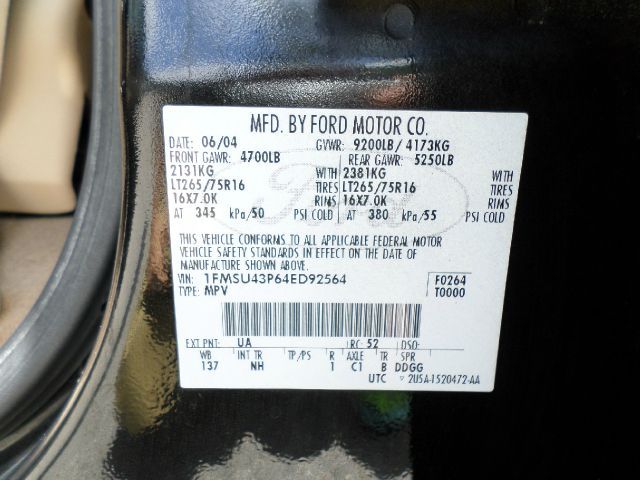 MFD. BY FORD MOTOR CO.
DATE: 06/04 GVWR: 9200LB/ 4173KG
FRONT GAWR: 4700LB REAR GAWR: 5250LB
2131KG WITH 2381KG WITH
LT265/75R16 TIRES LT265/75R16 TIRES
16X7.0K RIMS 16X7.0K RIMS
AT 345 kPa/50 PSI COLD AT 380 kPa/55 PSI COLD
THIS VEHICLE CONFORMS TO ALL APPLICABLE FEDERAL MOTOR
VEHICLE SAFETY STANDARDS IN EFFECT ON THE DATE OF
MANUFACTURE SHOWN ABOVE.
VIN: 1FMSU43P64ED92564 F0264
TYPE: MPV T0000
EXT PNT: UA RC: 52 DSO:
WB INT TR TP/PS R AXLE TR SPR
137 NH 1 C1 B DDGG
UTC 2U5A-1520472-AA
Ford